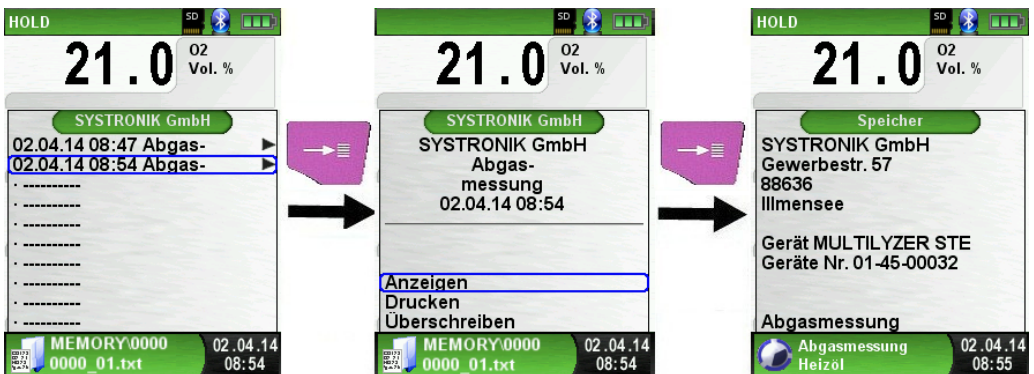 HOLD
SD
21.0
O2
Vol. %
SYSTRONIK GmbH
02.04.14 08:47 Abgas-
02.04.14 08:54 Abgas-
· ----------
· ----------
· ----------
· ----------
· ----------
· ----------
· ----------
· ----------
MEMORY\0000
0000_01.txt
02.04.14
08:54
21.0
O2
Vol. %
SYSTRONIK GmbH
SYSTRONIK GmbH
Abgas-
messung
02.04.14 08:54
Anzeigen
Drucken
Überschreiben
MEMORY\0000
0000_01.txt
02.04.14
08:54
HOLD
SD
21.0
O2
Vol. %
Speicher
SYSTRONIK GmbH
Gewerbestr. 57
88636
Illmensee
Gerät MULTILYZER STE
Geräte Nr. 01-45-00032
Abgasmessung
Abgasmessung
Heizöl
02.04.14
08:55